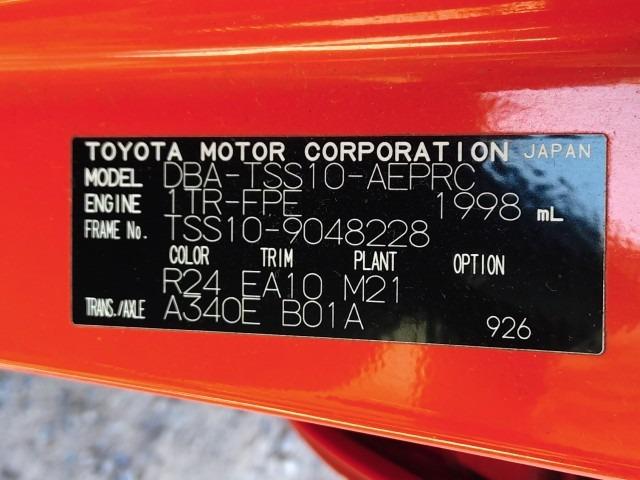 TOYOTA MOTOR CORPORATION JAPAN
MODEL DBA-TSS10-AEPRC
ENGINE 1TR-FPE 1998 mL
FRAME No. TSS10-9048228
COLOR TRIM PLANT OPTION
R24 EA10 M21
TRANS./AXLE A340E B01A 926